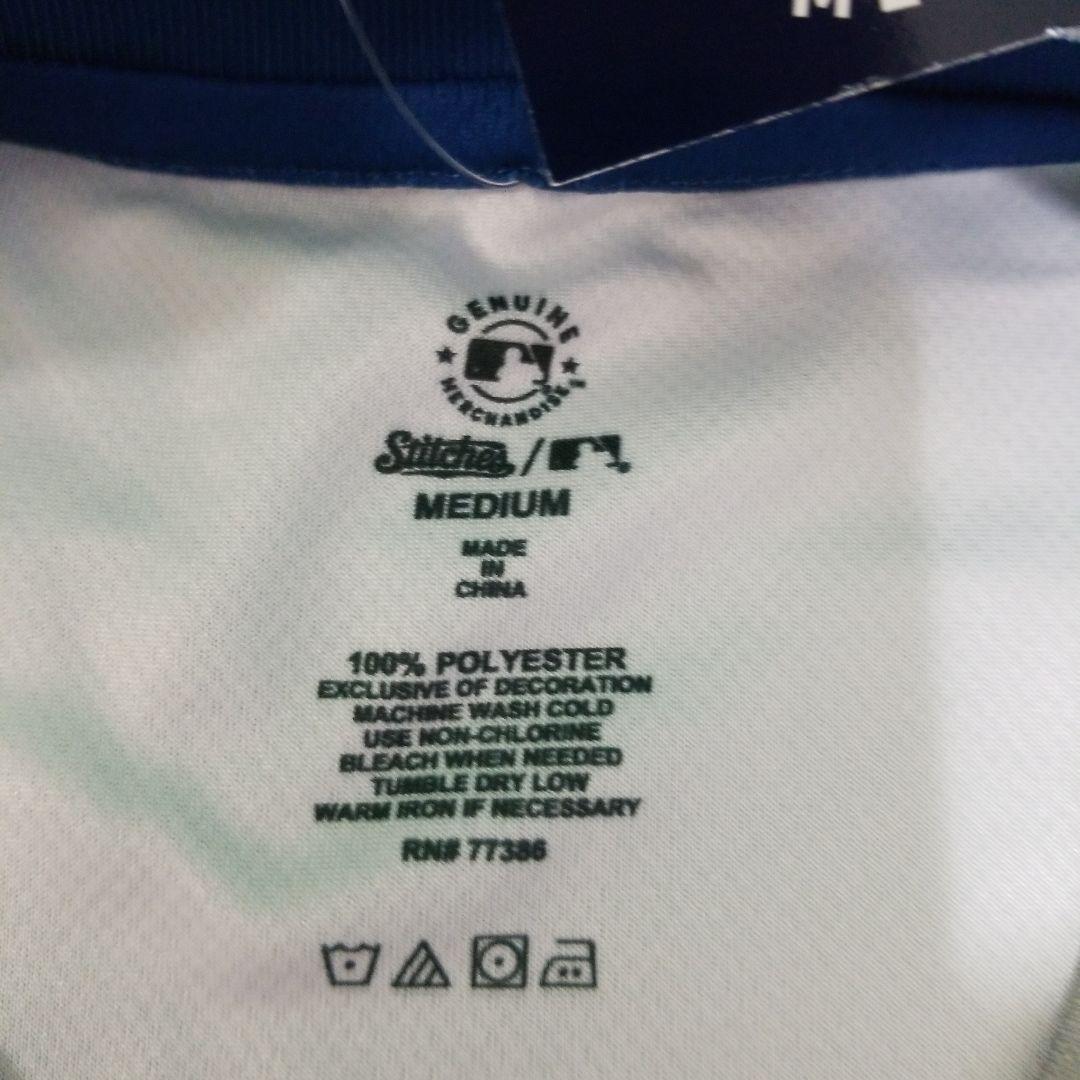 GENUINE
MERCHANDISE
Stitches /
MEDIUM
MADE
IN
CHINA
100% POLYESTER
EXCLUSIVE OF DECORATION
MACHINE WASH COLD
USE NON-CHLORINE
BLEACH WHEN NEEDED
TUMBLE DRY LOW
WARM IRON IF NECESSARY
RN# 77386